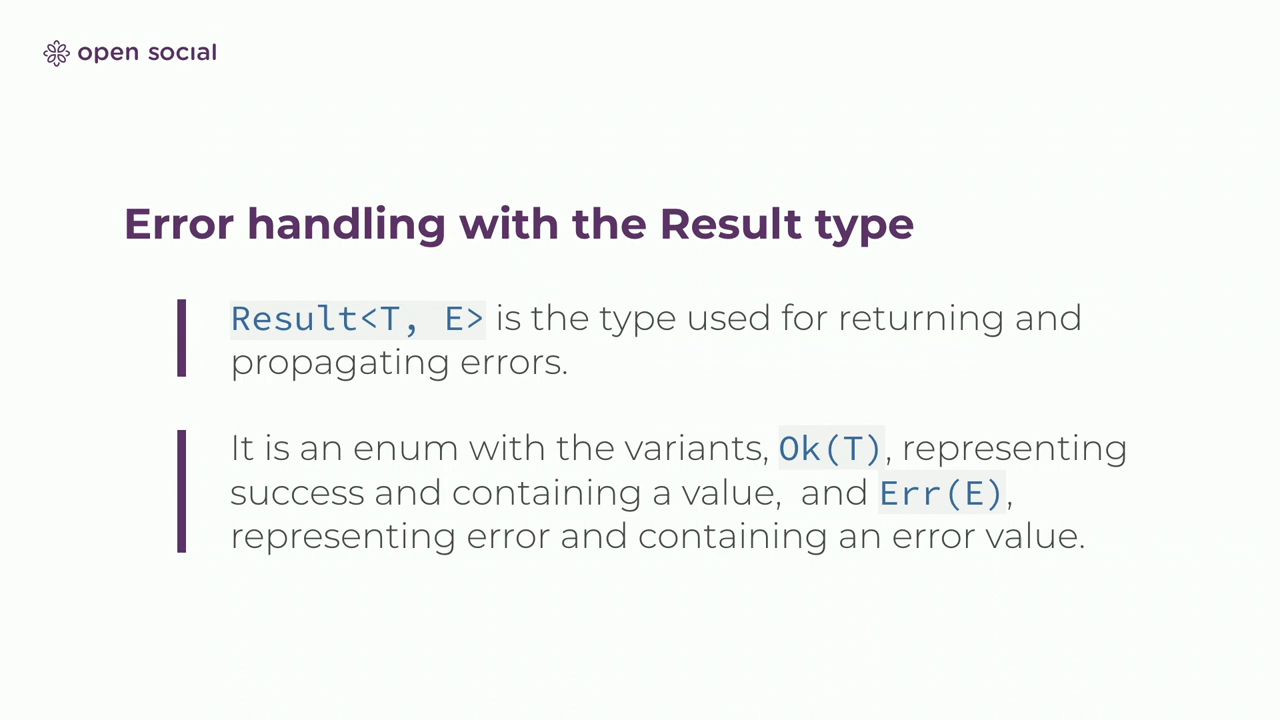 open social
Error handling with the Result type
Result<T, E> is the type used for returning and
propagating errors.
It is an enum with the variants, Ok(T), representing
success and containing a value,  and Err(E),
representing error and containing an error value.